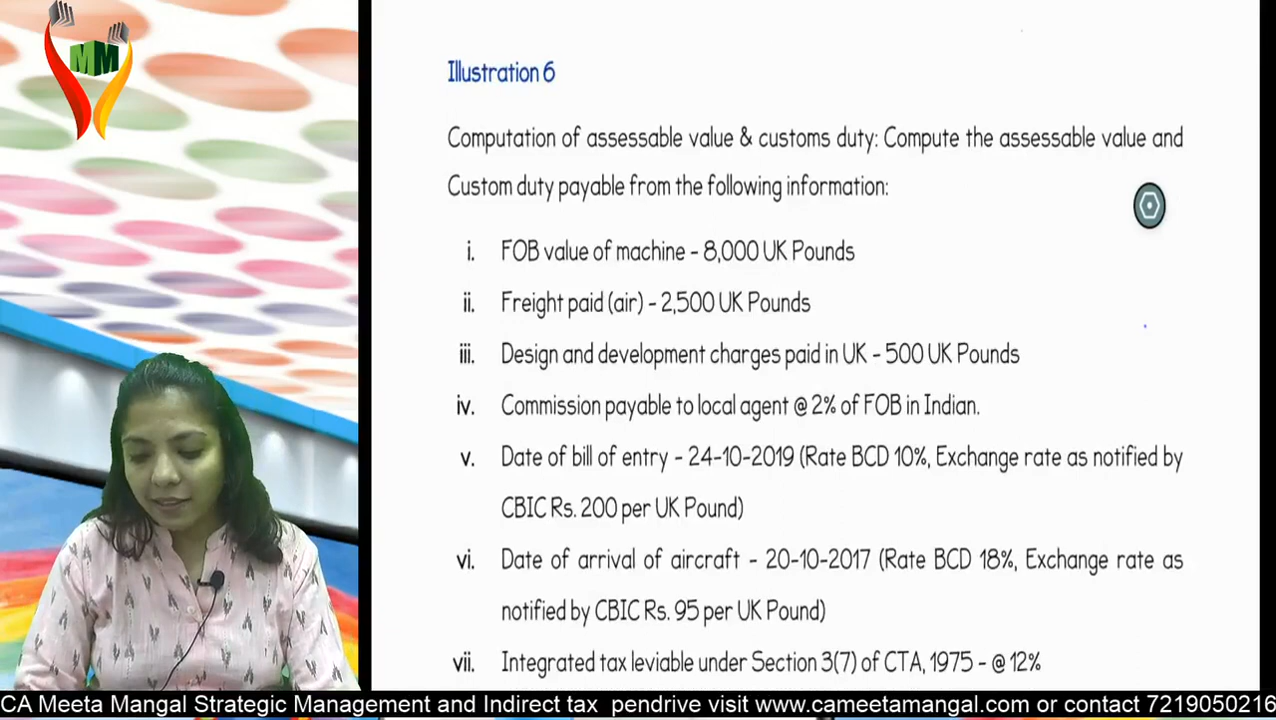 MM
Illustration 6
Computation of assessable value & customs duty: Compute the assessable value and
Custom duty payable from the following information:
i. FOB value of machine - 8,000 UK Pounds
ii. Freight paid (air) - 2,500 UK Pounds
iii. Design and development charges paid in UK - 500 UK Pounds
iv. Commission payable to local agent @ 2% of FOB in Indian.
v. Date of bill of entry - 24-10-2019 (Rate BCD 10%, Exchange rate as notified by
CBIC Rs. 200 per UK Pound)
vi. Date of arrival of aircraft - 20-10-2017 (Rate BCD 18%, Exchange rate as
notified by CBIC Rs. 95 per UK Pound)
vii. Integrated tax leviable under Section 3(7) of CTA, 1975 - @ 12%
CA Meeta Mangal Strategic Management and Indirect tax pendrive visit www.cameetamangal.com or contact 7219050216